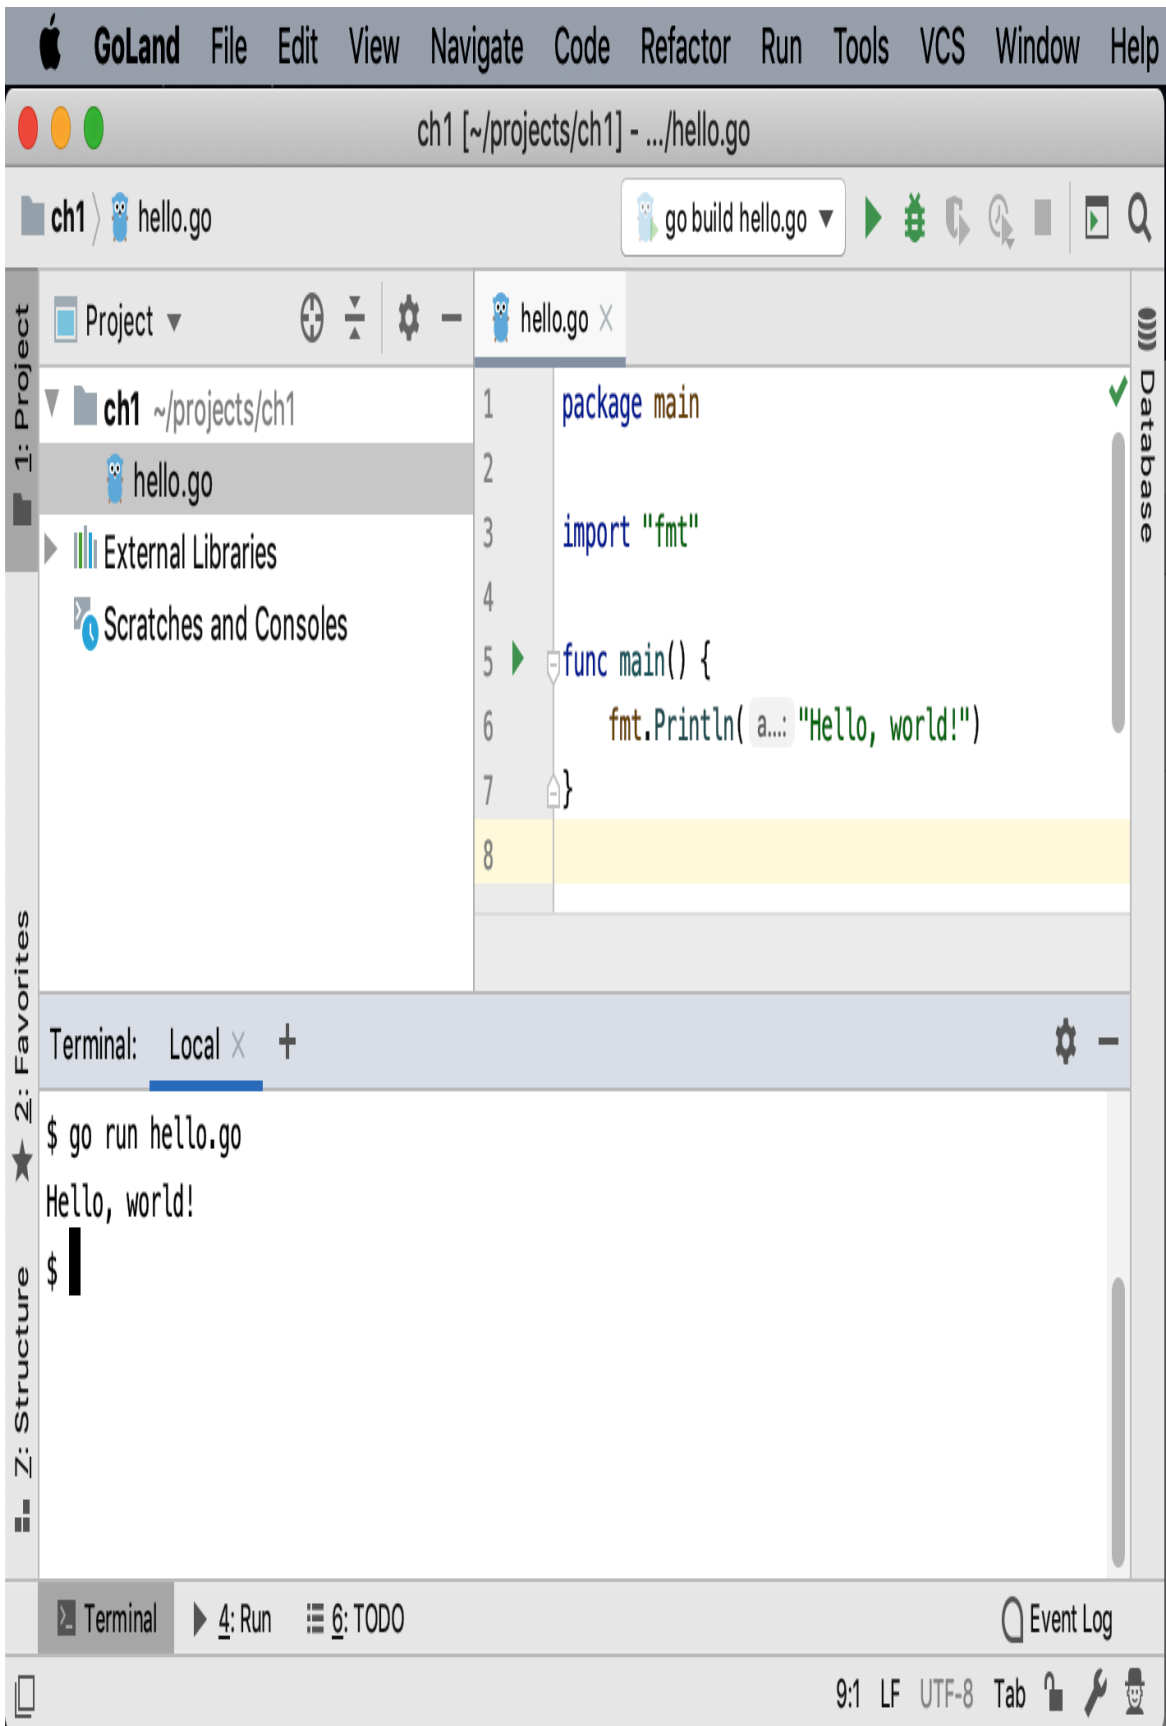 GoLand File Edit View Navigate Code Refactor Run Tools VCS Window Help
ch1 [~/projects/ch1] - .../hello.go
ch1 hello.go go build hello.go
1: Project
Project
hello.go
ch1 ~/projects/ch1
hello.go
External Libraries
Scratches and Consoles
1 package main
2
3 import "fmt"
4
5 func main() {
6 fmt.Println( a...: "Hello, world!")
7 }
8
Database
2: Favorites
Z: Structure
Terminal: Local
$ go run hello.go
Hello, world!
$
Terminal 4: Run 6: TODO Event Log
9:1 LF UTF-8 Tab